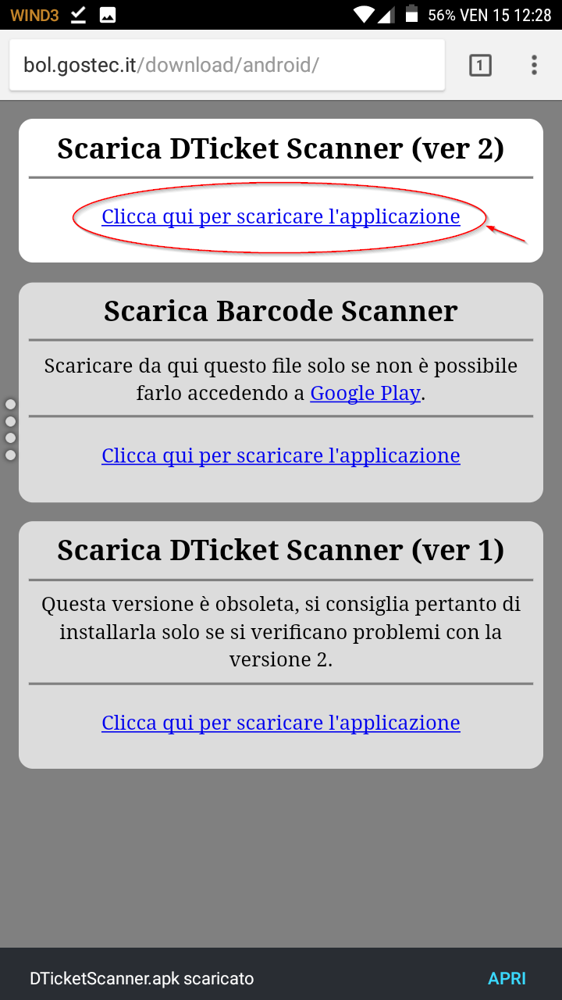 WIND3 56% VEN 15 12:28
bol.gostec.it/download/android/ 1
Scarica DTicket Scanner (ver 2)
Clicca qui per scaricare l'applicazione
Scarica Barcode Scanner
Scaricare da qui questo file solo se non è possibile
farlo accedendo a Google Play.
Clicca qui per scaricare l'applicazione
Scarica DTicket Scanner (ver 1)
Questa versione è obsoleta, si consiglia pertanto di
installarla solo se si verificano problemi con la
versione 2.
Clicca qui per scaricare l'applicazione
DTicketScanner.apk scaricato APRI